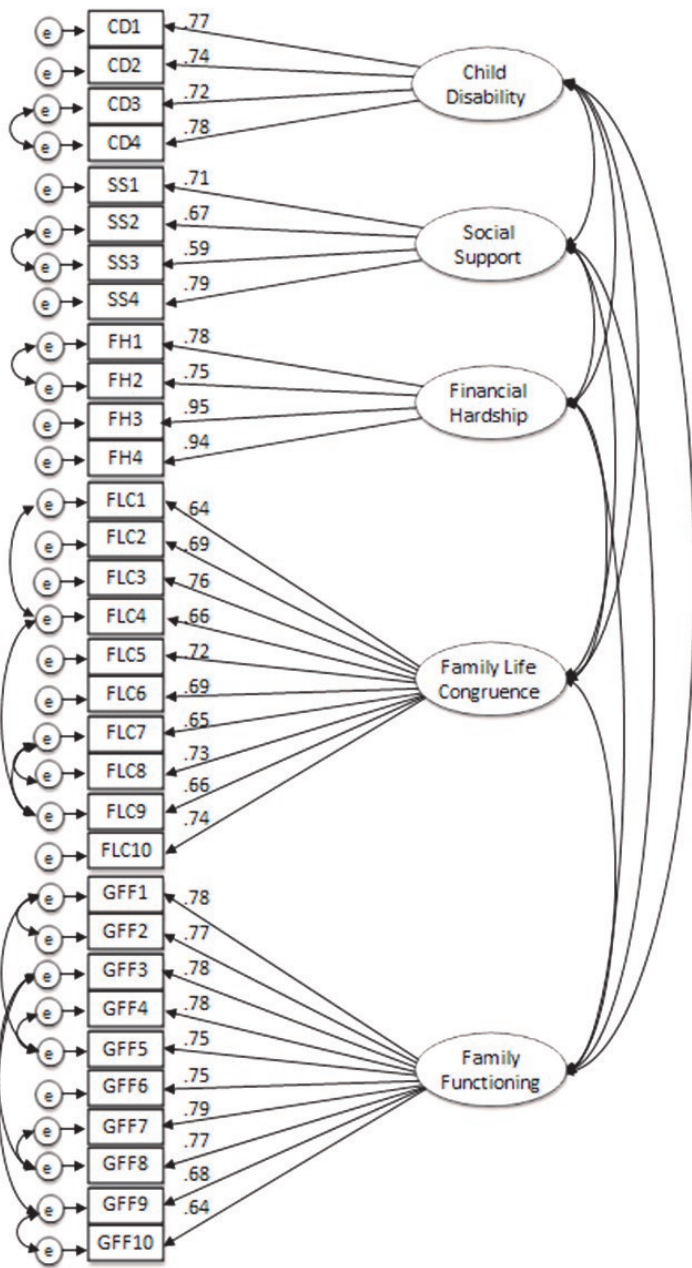 e CD1 .77
e CD2 .74
e CD3 .72
e CD4 .78
Child
Disability
e SS1 .71
e SS2 .67
e SS3 .59
e SS4 .79
Social
Support
e FH1 .78
e FH2 .75
e FH3 .95
e FH4 .94
Financial
Hardship
e FLC1 .64
e FLC2 .69
e FLC3 .76
e FLC4 .66
e FLC5 .72
e FLC6 .69
e FLC7 .65
e FLC8 .73
e FLC9 .66
e FLC10 .74
Family Life
Congruence
e GFF1 .78
e GFF2 .77
e GFF3 .78
e GFF4 .78
e GFF5 .75
e GFF6 .75
e GFF7 .79
e GFF8 .77
e GFF9 .68
e GFF10 .64
Family
Functioning